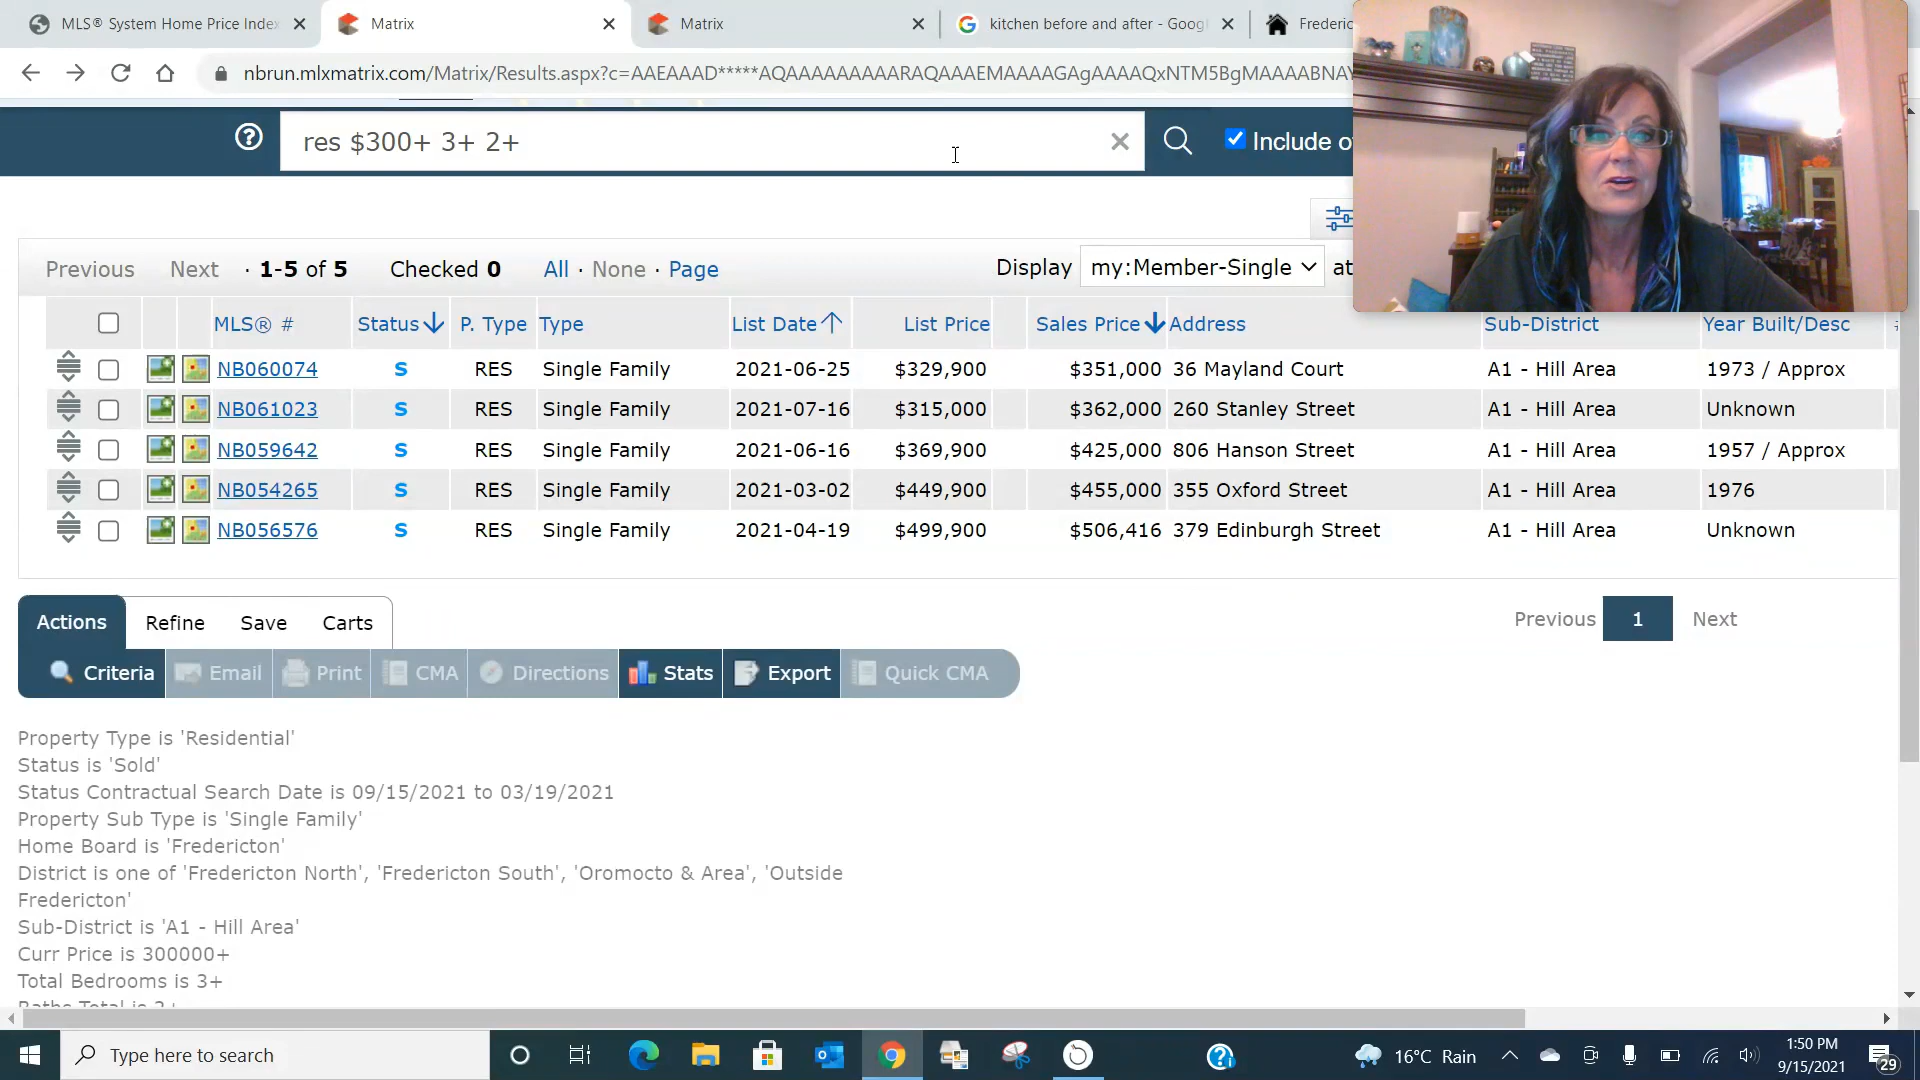 MLS® System Home Price Index
Matrix
Matrix
kitchen before and after - Goog
Frederic
nbrun.mlxmatrix.com/Matrix/Results.aspx?c=AAEAAAD*****AQAAAAAAAAARAQAAAEMAAAAGAgAAAAQxNTM5BgMAAAABNAY
res $300+ 3+ 2+
Include o
Previous Next · 1-5 of 5 Checked 0 All · None · Page
Display my:Member-Single at
MLS® # Status P. Type Type List Date List Price Sales Price Address Sub-District Year Built/Desc
NB060074 S RES Single Family 2021-06-25 $329,900 $351,000 36 Mayland Court A1 - Hill Area 1973 / Approx
NB061023 S RES Single Family 2021-07-16 $315,000 $362,000 260 Stanley Street A1 - Hill Area Unknown
NB059642 S RES Single Family 2021-06-16 $369,900 $425,000 806 Hanson Street A1 - Hill Area 1957 / Approx
NB054265 S RES Single Family 2021-03-02 $449,900 $455,000 355 Oxford Street A1 - Hill Area 1976
NB056576 S RES Single Family 2021-04-19 $499,900 $506,416 379 Edinburgh Street A1 - Hill Area Unknown
Actions Refine Save Carts
Previous 1 Next
Criteria Email Print CMA Directions Stats Export Quick CMA
Property Type is 'Residential'
Status is 'Sold'
Status Contractual Search Date is 09/15/2021 to 03/19/2021
Property Sub Type is 'Single Family'
Home Board is 'Fredericton'
District is one of 'Fredericton North', 'Fredericton South', 'Oromocto & Area', 'Outside
Fredericton'
Sub-District is 'A1 - Hill Area'
Curr Price is 300000+
Total Bedrooms is 3+
Baths Total is 2+
Type here to search
16°C Rain
1:50 PM
9/15/2021
29